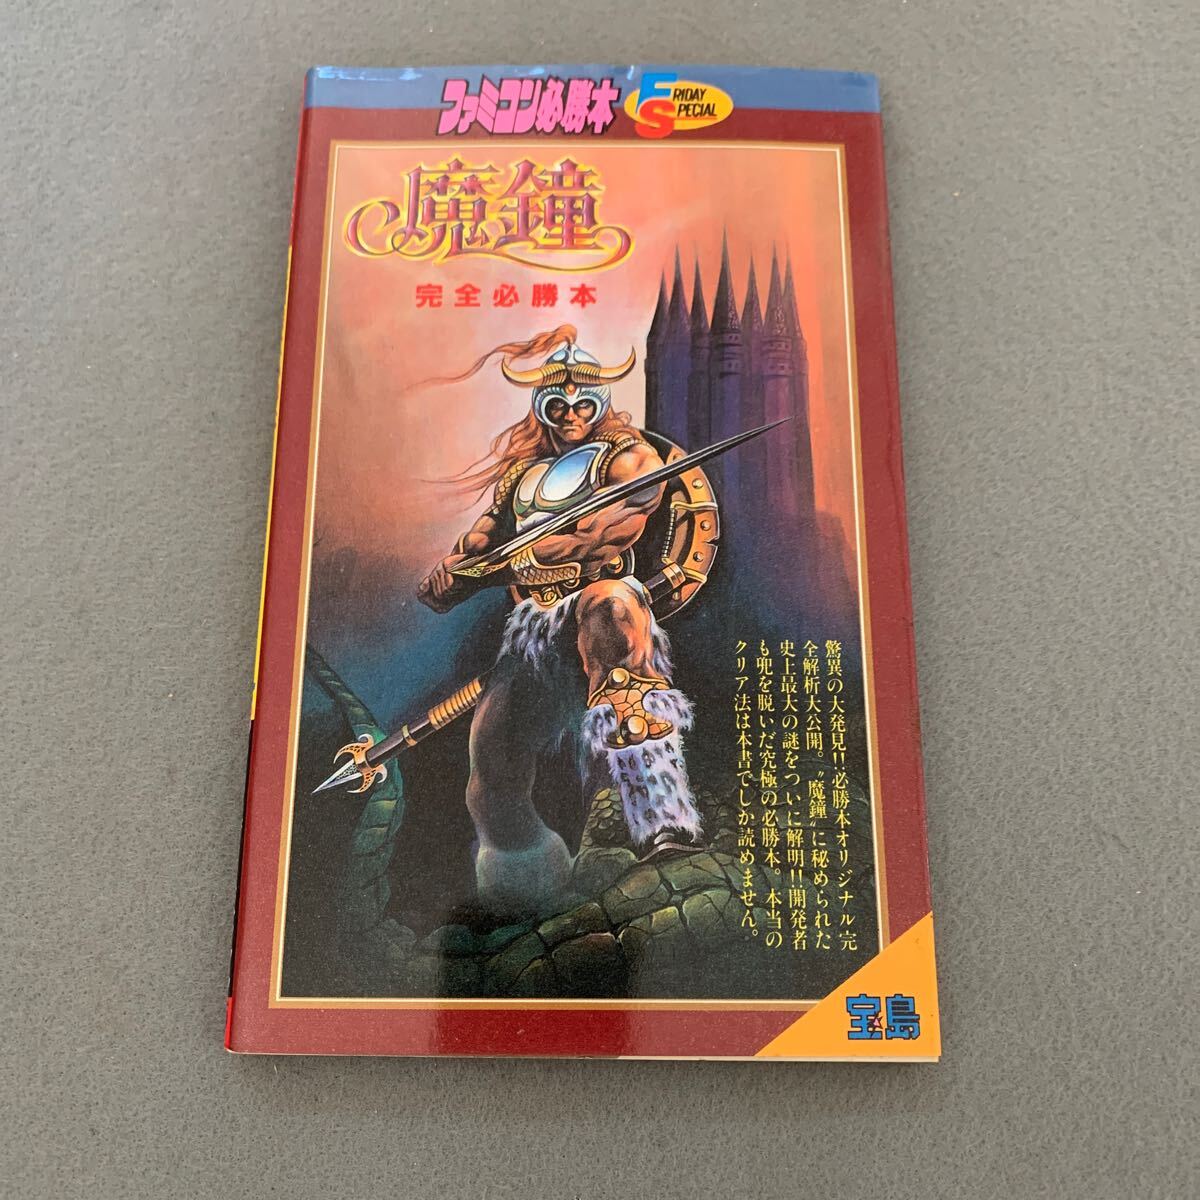 ファミコン必勝本
FRIDAY
SPECIAL
魔鐘
完全必勝本
驚異の大発見!!必勝本オリジナル完
全解析大公開。〝魔鐘〟に秘められた
史上最大の謎をついに解明!!開発者
も兜を脱いだ究極の必勝本。本当の
クリア法は本書でしか読めません。
宝島